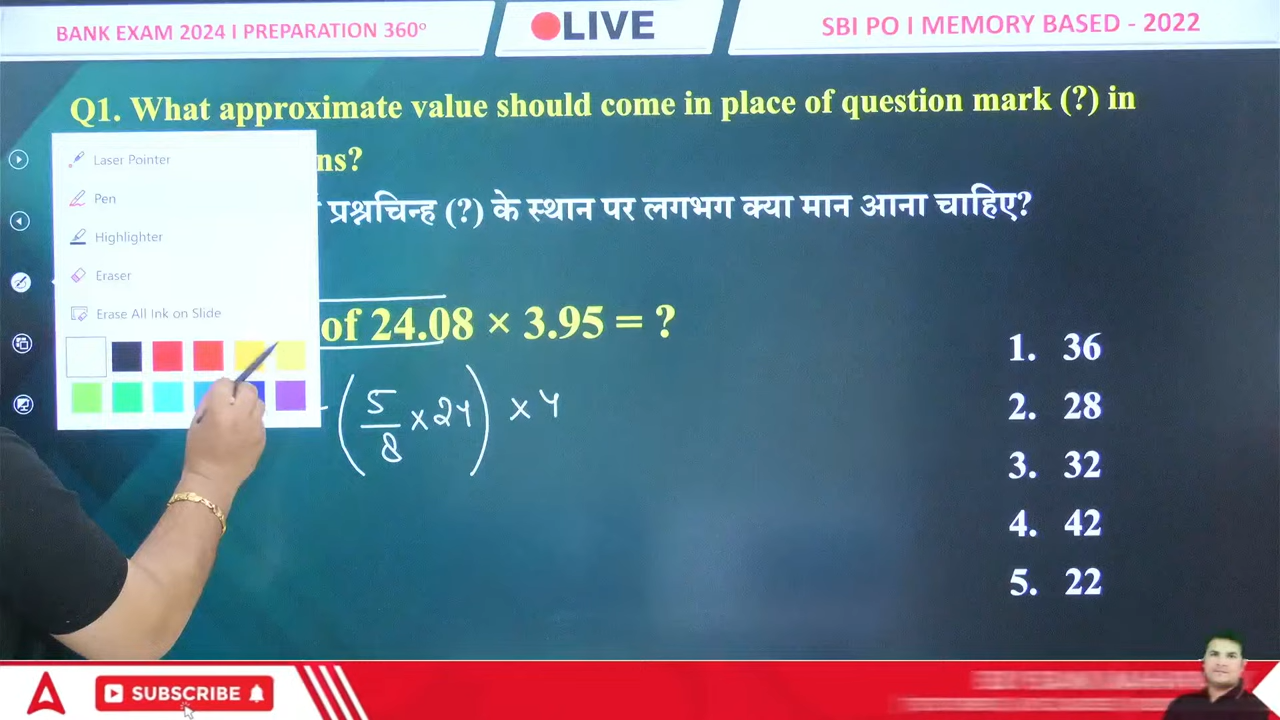 BANK EXAM 2024 I PREPARATION 360º
LIVE
SBI PO I MEMORY BASED - 2022
Q1. What approximate value should come in place of question mark (?) in
ns?
प्रश्नचिन्ह (?) के स्थान पर लगभग क्या मान आना चाहिए?
Laser Pointer
Pen
Highlighter
Eraser
Erase All Ink on Slide
of 24.08 × 3.95 = ?
(5/8 × 24) × 4
1. 36
2. 28
3. 32
4. 42
5. 22
SUBSCRIBE